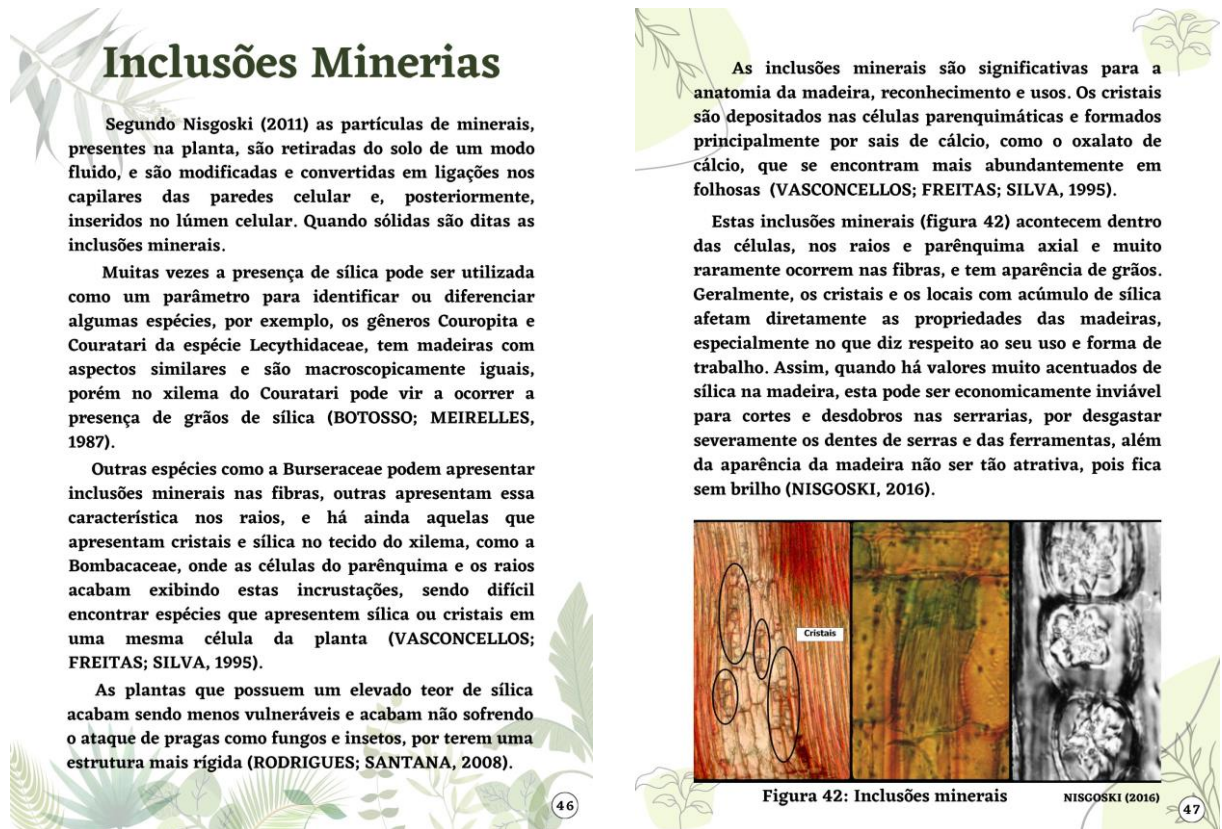 Inclusões Minerias
Segundo Nisgoski (2011) as partículas de minerais,
presentes na planta, são retiradas do solo de um modo
fluido, e são modificadas e convertidas em ligações nos
capilares das paredes celular e, posteriormente,
inseridos no lúmen celular. Quando sólidas são ditas as
inclusões minerais.
Muitas vezes a presença de sílica pode ser utilizada
como um parâmetro para identificar ou diferenciar
algumas espécies, por exemplo, os gêneros Couropita e
Couratari da espécie Lecythidaceae, tem madeiras com
aspectos similares e são macroscopicamente iguais,
porém no xilema do Couratari pode vir a ocorrer a
presença de grãos de sílica (BOTOSSO; MEIRELLES,
1987).
Outras espécies como a Burseraceae podem apresentar
inclusões minerais nas fibras, outras apresentam essa
característica nos raios, e há ainda aquelas que
apresentam cristais e sílica no tecido do xilema, como a
Bombacaceae, onde as células do parênquima e os raios
acabam exibindo estas incrustações, sendo difícil
encontrar espécies que apresentem sílica ou cristais em
uma mesma célula da planta (VASCONCELLOS;
FREITAS; SILVA, 1995).
As plantas que possuem um elevado teor de sílica
acabam sendo menos vulneráveis e acabam não sofrendo
o ataque de pragas como fungos e insetos, por terem uma
estrutura mais rígida (RODRIGUES; SANTANA, 2008).
46
As inclusões minerais são significativas para a
anatomia da madeira, reconhecimento e usos. Os cristais
são depositados nas células parenquimáticas e formados
principalmente por sais de cálcio, como o oxalato de
cálcio, que se encontram mais abundantemente em
folhosas (VASCONCELLOS; FREITAS; SILVA, 1995).
Estas inclusões minerais (figura 42) acontecem dentro
das células, nos raios e parênquima axial e muito
raramente ocorrem nas fibras, e tem aparência de grãos.
Geralmente, os cristais e os locais com acúmulo de sílica
afetam diretamente as propriedades das madeiras,
especialmente no que diz respeito ao seu uso e forma de
trabalho. Assim, quando há valores muito acentuados de
sílica na madeira, esta pode ser economicamente inviável
para cortes e desdobros nas serrarias, por desgastar
severamente os dentes de serras e das ferramentas, além
da aparência da madeira não ser tão atrativa, pois fica
sem brilho (NISGOSKI, 2016).
Cristais
Figura 42: Inclusões minerais NISGOSKI (2016)
47